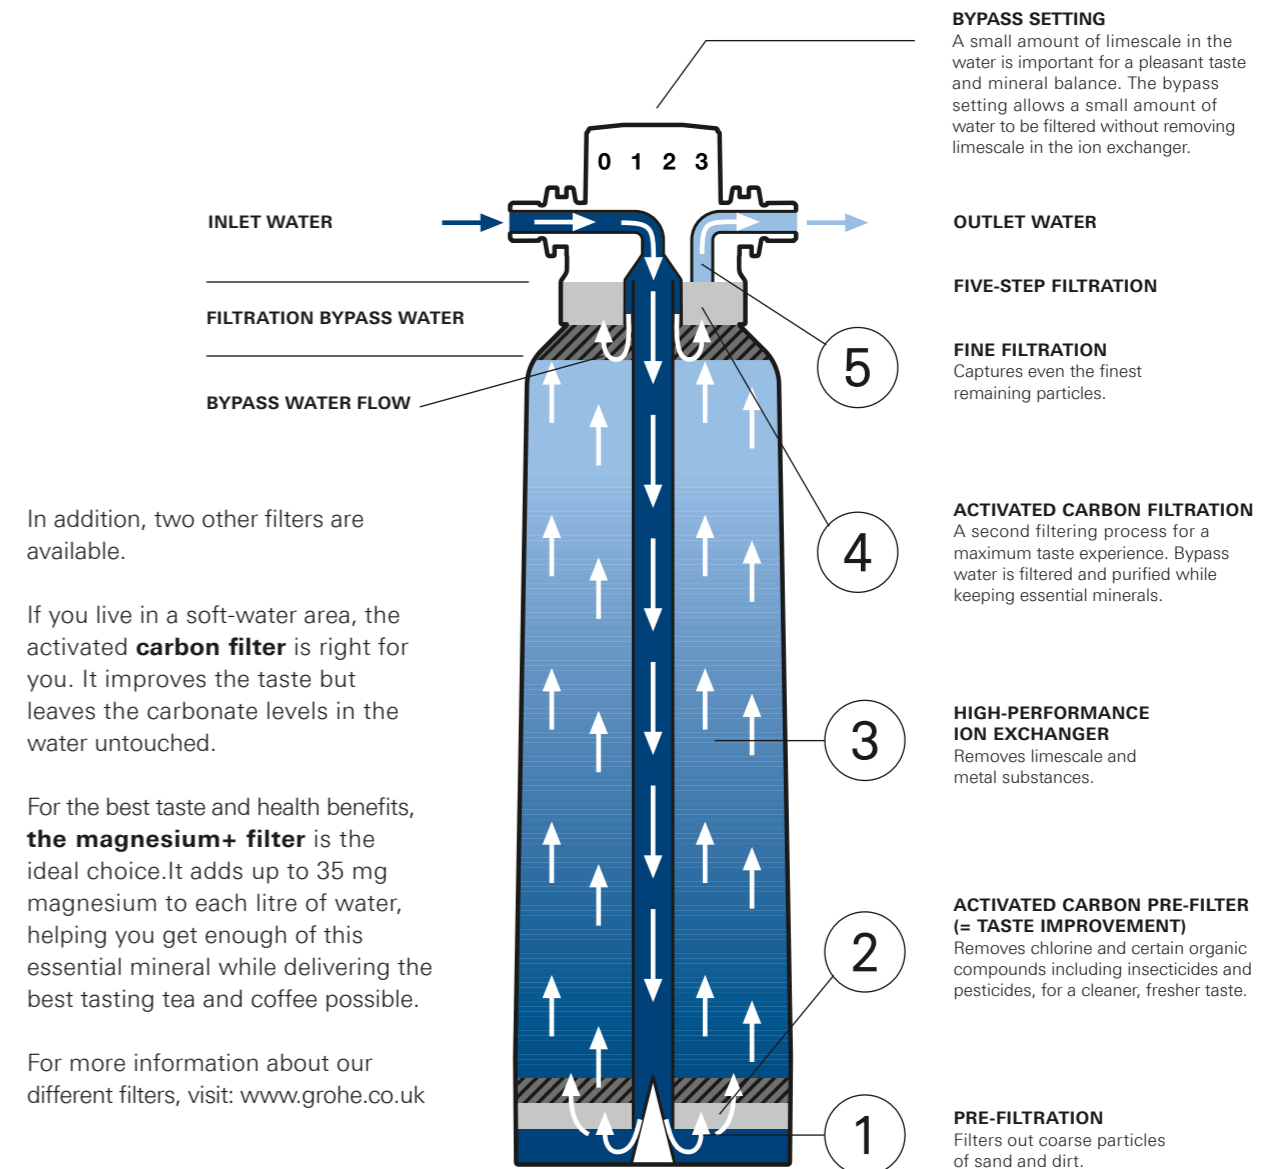 BYPASS SETTING
A small amount of limescale in the
water is important for a pleasant taste
and mineral balance. The bypass
setting allows a small amount of
water to be filtered without removing
limescale in the ion exchanger.
0 1 2 3
INLET WATER
OUTLET WATER
FIVE-STEP FILTRATION
FILTRATION BYPASS WATER
BYPASS WATER FLOW
5
FINE FILTRATION
Captures even the finest
remaining particles.
4
ACTIVATED CARBON FILTRATION
A second filtering process for a
maximum taste experience. Bypass
water is filtered and purified while
keeping essential minerals.
3
HIGH-PERFORMANCE
ION EXCHANGER
Removes limescale and
metal substances.
2
ACTIVATED CARBON PRE-FILTER
(= TASTE IMPROVEMENT)
Removes chlorine and certain organic
compounds including insecticides and
pesticides, for a cleaner, fresher taste.
1
PRE-FILTRATION
Filters out coarse particles
of sand and dirt.
In addition, two other filters are
available.
If you live in a soft-water area, the
activated carbon filter is right for
you. It improves the taste but
leaves the carbonate levels in the
water untouched.
For the best taste and health benefits,
the magnesium+ filter is the
ideal choice.It adds up to 35 mg
magnesium to each litre of water,
helping you get enough of this
essential mineral while delivering the
best tasting tea and coffee possible.
For more information about our
different filters, visit: www.grohe.co.uk